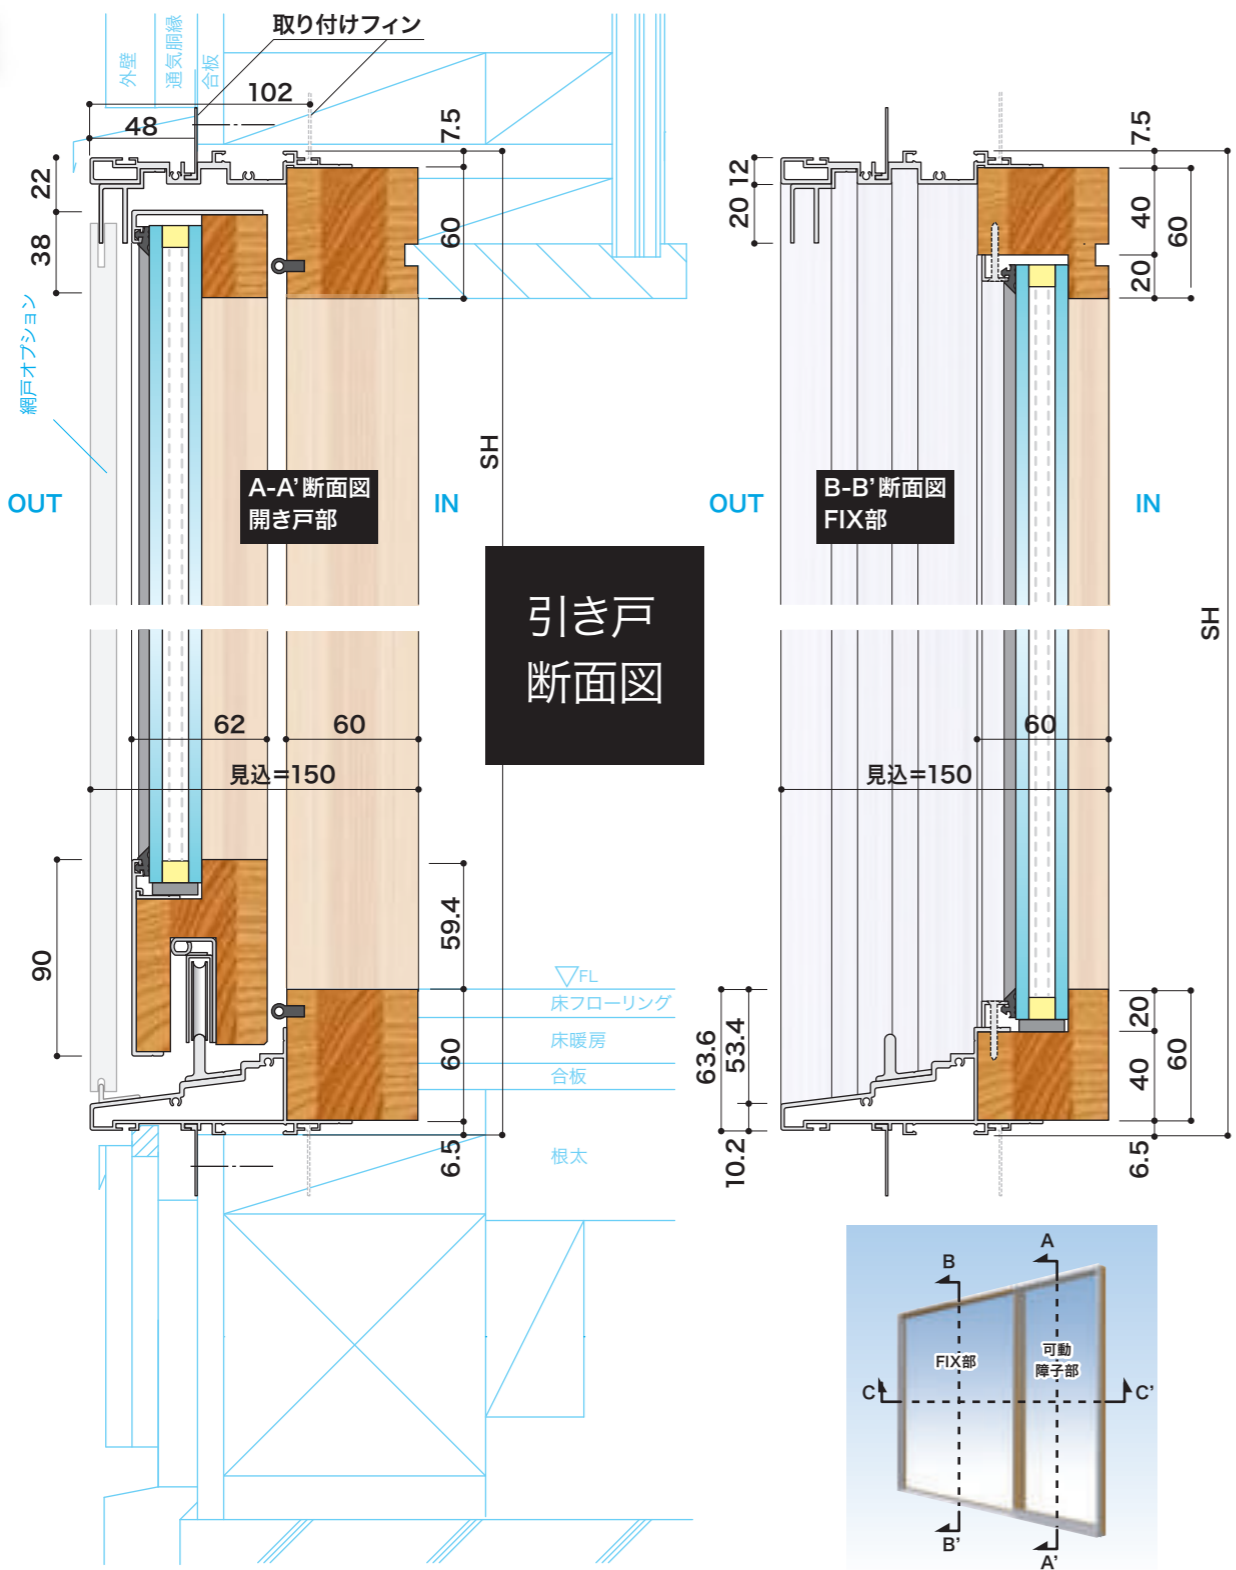 取り付けフィン
外壁
通気胴縁
合板
102
48
7.5
22
38
60
網戸オプション
SH
OUT
A-A' 断面図
開き戸部
IN
62
60
見込=150
90
59.4
60
6.5
FL
床フローリング
床暖房
合板
根太
引き戸
断面図
7.5
12
20
40
20
60
OUT
B-B' 断面図
FIX部
IN
SH
60
見込=150
63.6
53.4
10.2
20
40
60
6.5
A
B
FIX部
可動
障子部
C
C'
B'
A'